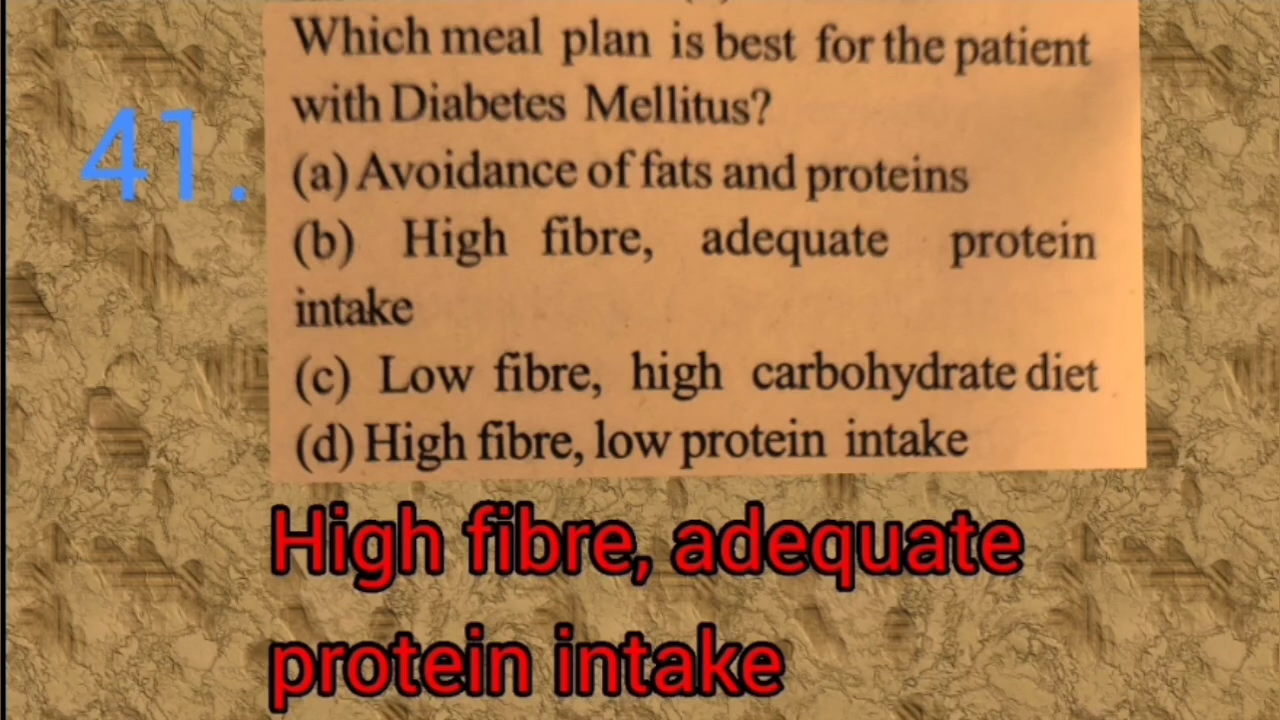 Which meal plan is best for the patient
with Diabetes Mellitus?
41.
(a) Avoidance of fats and proteins
(b) High fibre, adequate protein
intake
(c) Low fibre, high carbohydrate diet
(d) High fibre, low protein intake
High fibre, adequate
protein intake